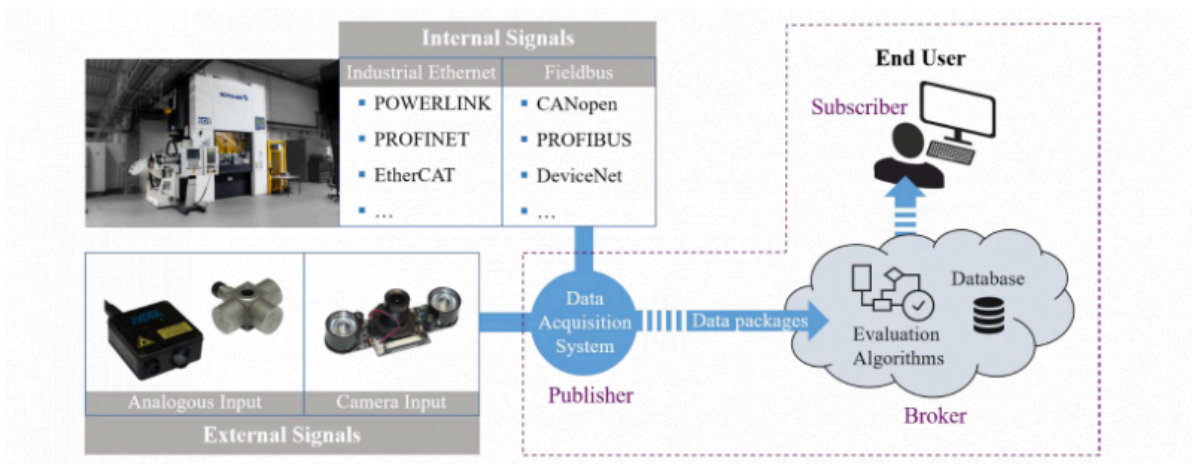 Internal Signals
Industrial Ethernet
Fieldbus
▪ POWERLINK
▪ PROFINET
▪ EtherCAT
▪ …
▪ CANopen
▪ PROFIBUS
▪ DeviceNet
▪ …
End User
Subscriber
Data
Acquisition
System
Publisher
Data packages
Evaluation
Algorithms
Database
Broker
Analogous Input
Camera Input
External Signals